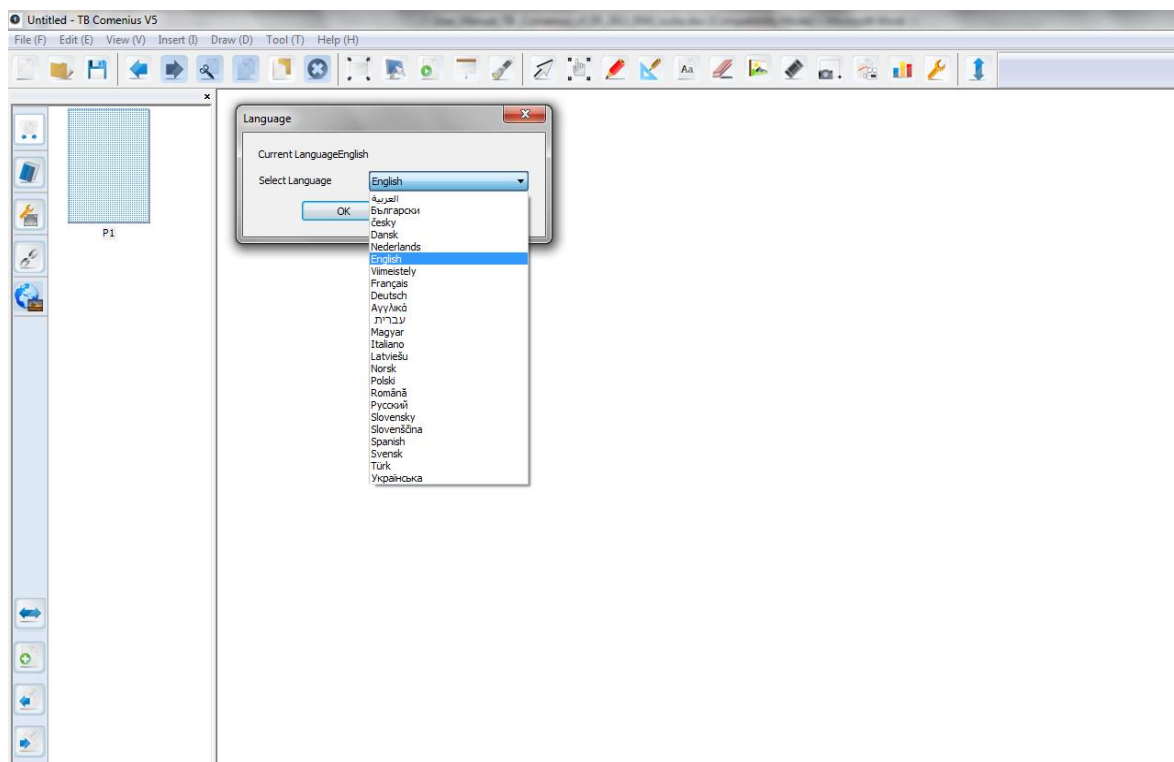 Untitled - TB Comenius V5
File (F) Edit (E) View (V) Insert (I) Draw (D) Tool (T) Help (H)
Aa
P1
Language
Current LanguageEnglish
Select Language English
OK
العربية
Български
česky
Dansk
Nederlands
English
Viimeistely
Français
Deutsch
Αγγλικά
עברית
Magyar
Italiano
Latviešu
Norsk
Polski
Română
Русский
Slovensky
Slovenščina
Spanish
Svensk
Türk
Українська